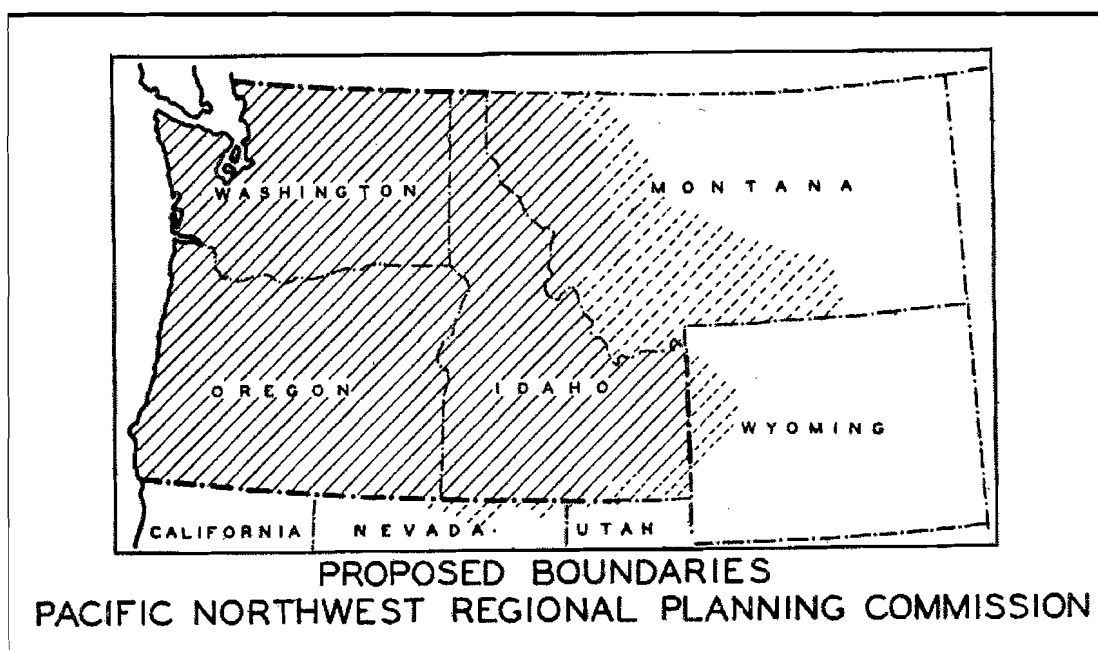 WASHINGTON
MONTANA
OREGON
IDAHO
WYOMING
CALIFORNIA
NEVADA.
UTAH
PROPOSED BOUNDARIES
PACIFIC NORTHWEST REGIONAL PLANNING COMMISSION